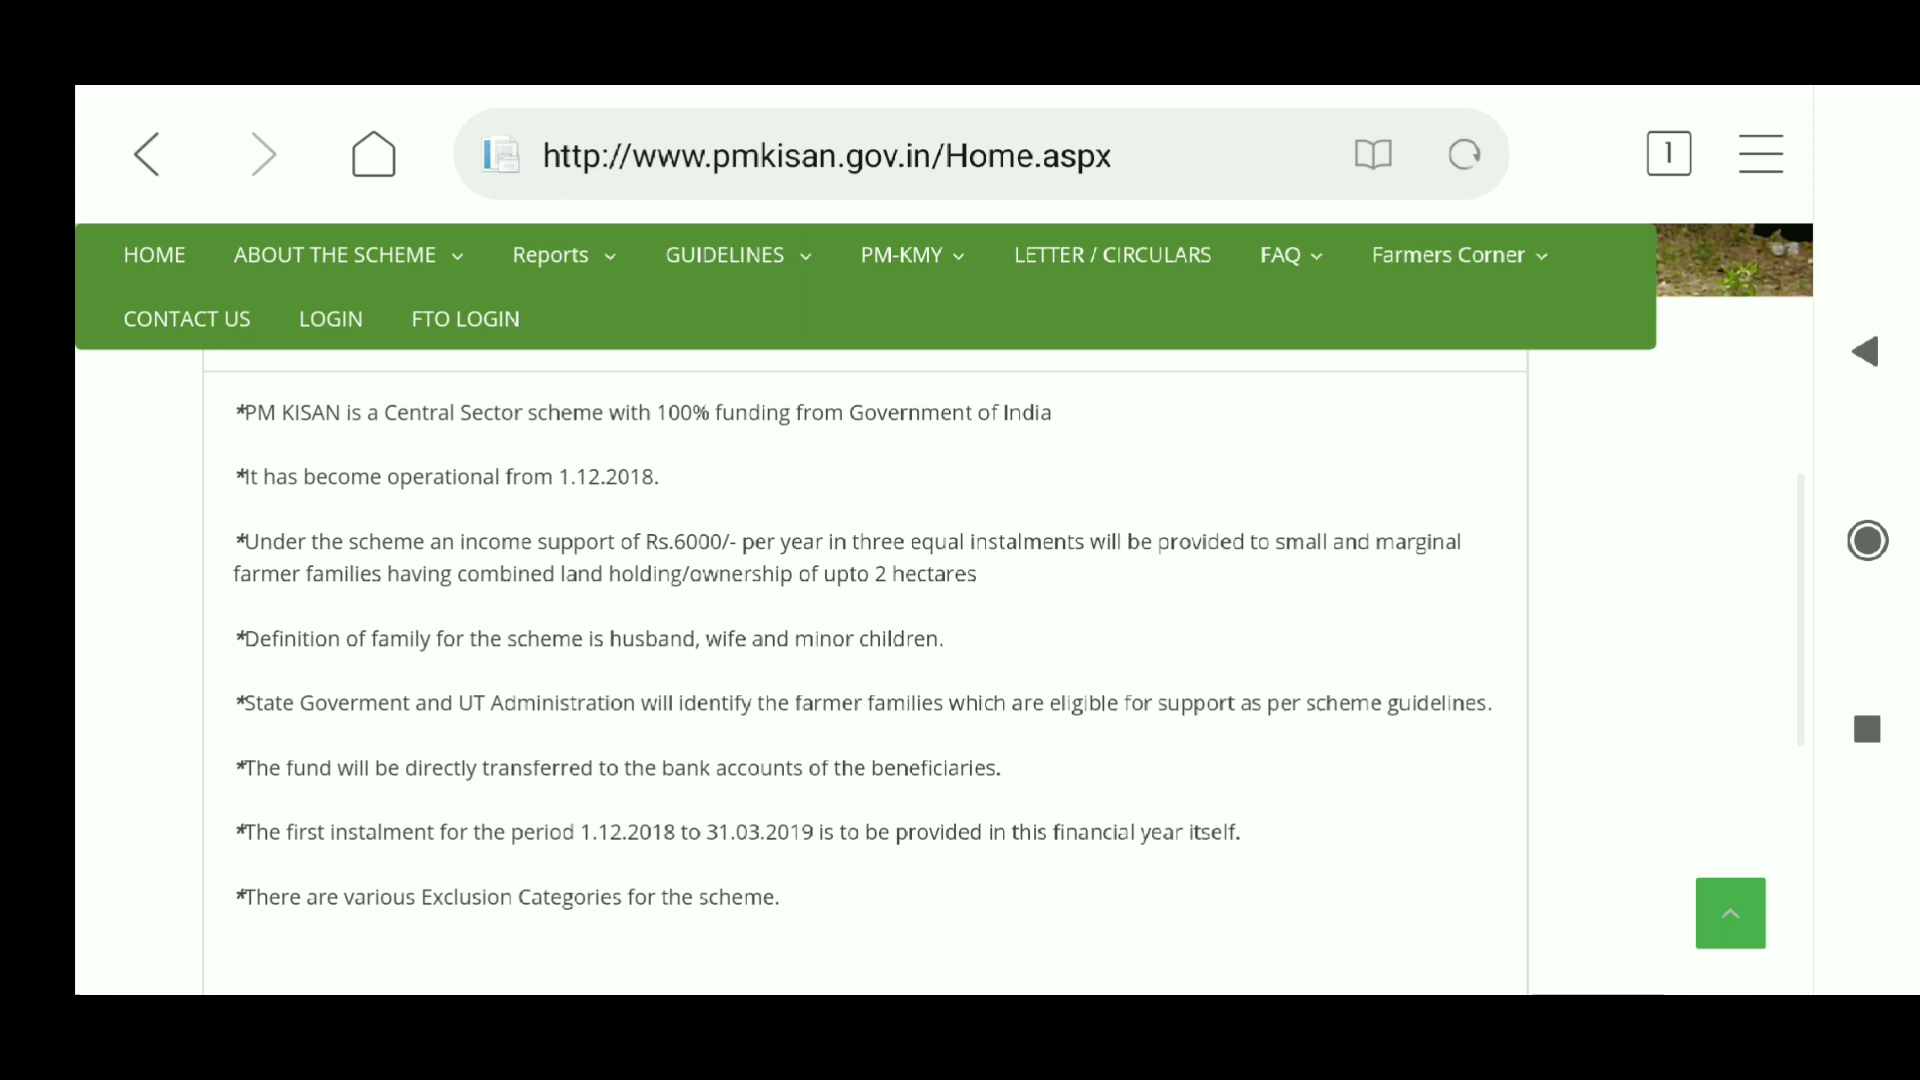 http://www.pmkisan.gov.in/Home.aspx
1
HOME ABOUT THE SCHEME Reports GUIDELINES PM-KMY LETTER / CIRCULARS FAQ Farmers Corner
CONTACT US LOGIN FTO LOGIN
*PM KISAN is a Central Sector scheme with 100% funding from Government of India
*It has become operational from 1.12.2018.
*Under the scheme an income support of Rs.6000/- per year in three equal instalments will be provided to small and marginal
farmer families having combined land holding/ownership of upto 2 hectares
*Definition of family for the scheme is husband, wife and minor children.
*State Goverment and UT Administration will identify the farmer families which are eligible for support as per scheme guidelines.
*The fund will be directly transferred to the bank accounts of the beneficiaries.
*The first instalment for the period 1.12.2018 to 31.03.2019 is to be provided in this financial year itself.
*There are various Exclusion Categories for the scheme.